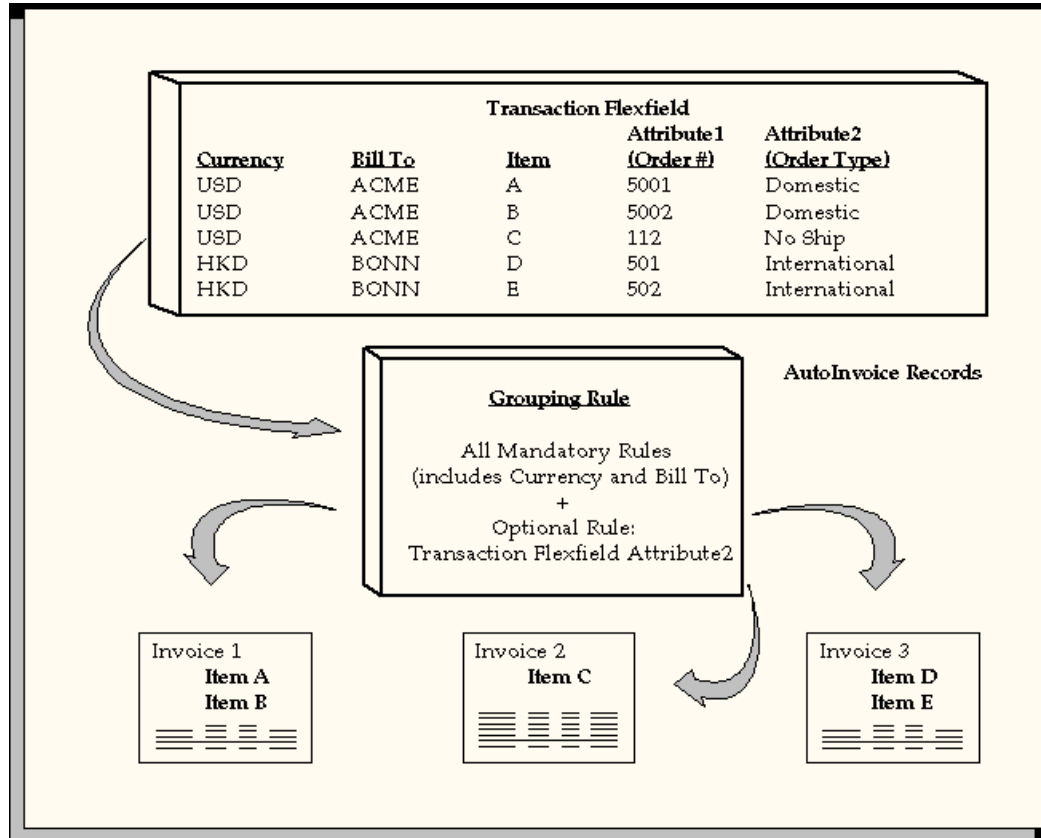 Transaction Flexfield
Attribute1 Attribute2
Currency Bill To Item (Order #) (Order Type)
USD ACME A 5001 Domestic
USD ACME B 5002 Domestic
USD ACME C 112 No Ship
HKD BONN D 501 International
HKD BONN E 502 International
AutoInvoice Records
Grouping Rule
All Mandatory Rules
(includes Currency and Bill To)
+
Optional Rule:
Transaction Flexfield Attribute2
Invoice 1
Item A
Item B
Invoice 2
Item C
Invoice 3
Item D
Item E